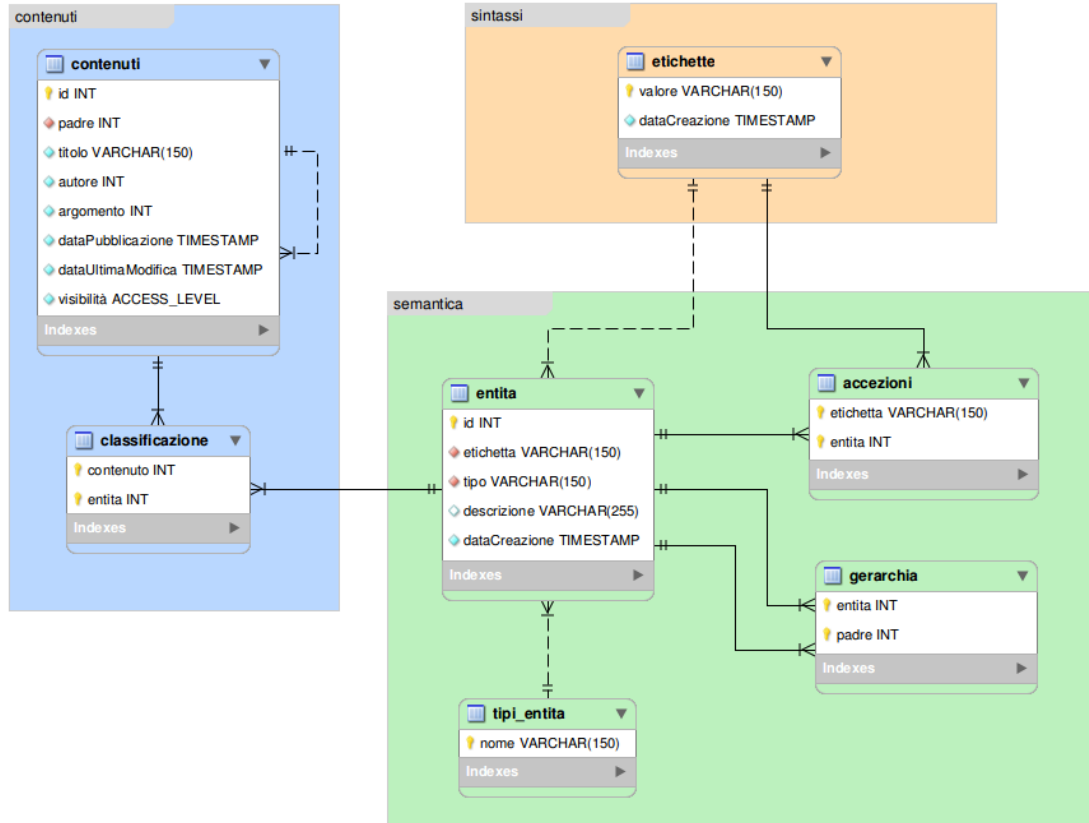 contenuti
contenuti
id INT
padre INT
titolo VARCHAR(150)
autore INT
argomento INT
dataPubblicazione TIMESTAMP
dataUltimaModifica TIMESTAMP
visibilità ACCESS_LEVEL
Indexes
classificazione
contenuto INT
entita INT
Indexes
sintassi
etichette
valore VARCHAR(150)
dataCreazione TIMESTAMP
Indexes
semantica
entita
id INT
etichetta VARCHAR(150)
tipo VARCHAR(150)
descrizione VARCHAR(255)
dataCreazione TIMESTAMP
Indexes
accezioni
etichetta VARCHAR(150)
entita INT
Indexes
gerarchia
entita INT
padre INT
Indexes
tipi_entita
nome VARCHAR(150)
Indexes